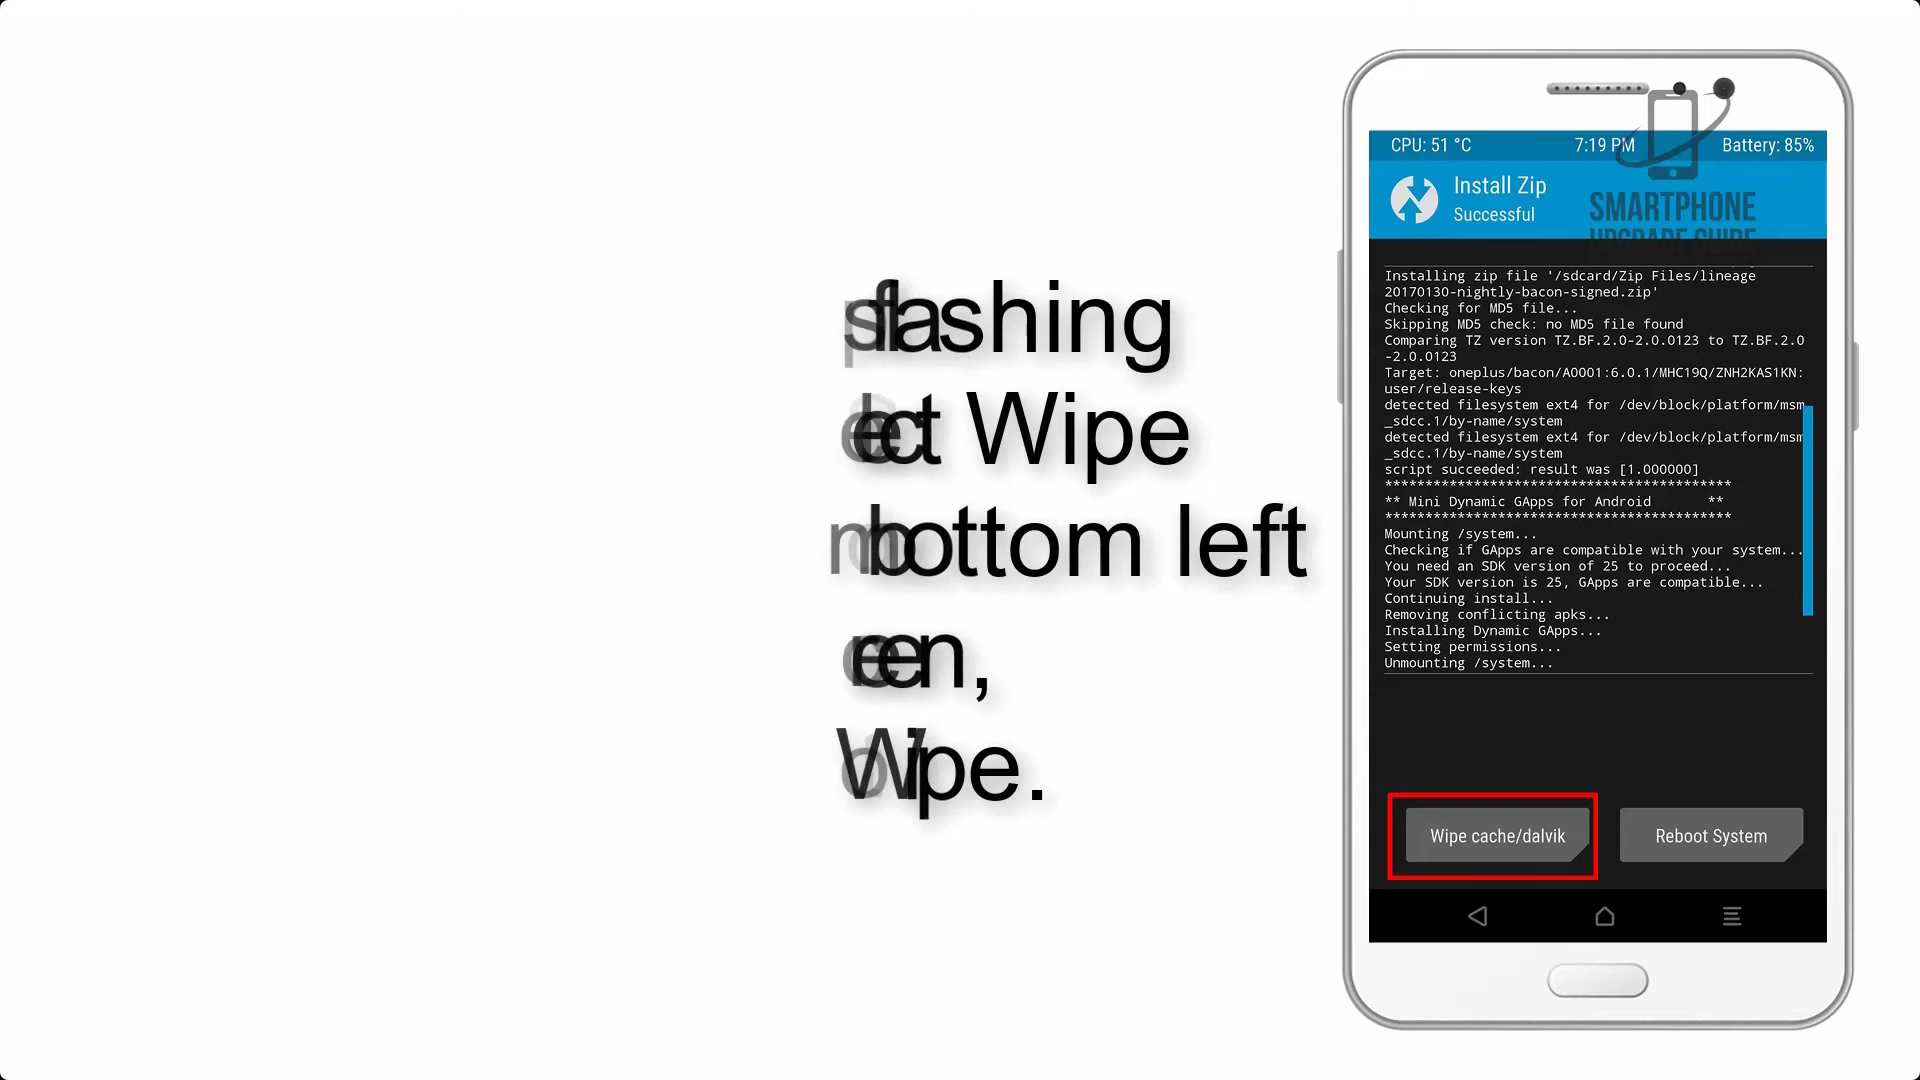 flashing
Wipe
bottom left
Wipe.
CPU: 51 °C 7:19 PM Battery: 85%
Install Zip
Successful
SMARTPHONE
UPGRADE GUIDE
Installing zip file '/sdcard/Zip Files/lineage
20170130-nightly-bacon-signed.zip'
Checking for MD5 file...
Skipping MD5 check: no MD5 file found
Comparing TZ version TZ.BF.2.0-2.0.0123 to TZ.BF.2.0
-2.0.0123
Target: oneplus/bacon/A0001:6.0.1/MHC19Q/ZNH2KAS1KN:
user/release-keys
detected filesystem ext4 for /dev/block/platform/msm
_sdcc.1/by-name/system
detected filesystem ext4 for /dev/block/platform/msm
_sdcc.1/by-name/system
script succeeded: result was [1.000000]
*******************************************
** Mini Dynamic GApps for Android **
*******************************************
Mounting /system...
Checking if GApps are compatible with your system...
You need an SDK version of 25 to proceed...
Your SDK version is 25, GApps are compatible...
Continuing install...
Removing conflicting apks...
Installing Dynamic GApps...
Setting permissions...
Unmounting /system...
Wipe cache/dalvik
Reboot System